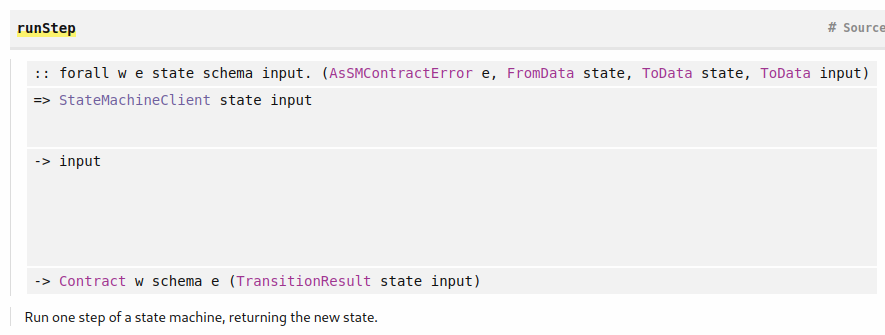 runStep
# Source
:: forall w e state schema input. (AsSMContractError e, FromData state, ToData state, ToData input)
=> StateMachineClient state input
-> input
-> Contract w schema e (TransitionResult state input)
Run one step of a state machine, returning the new state.